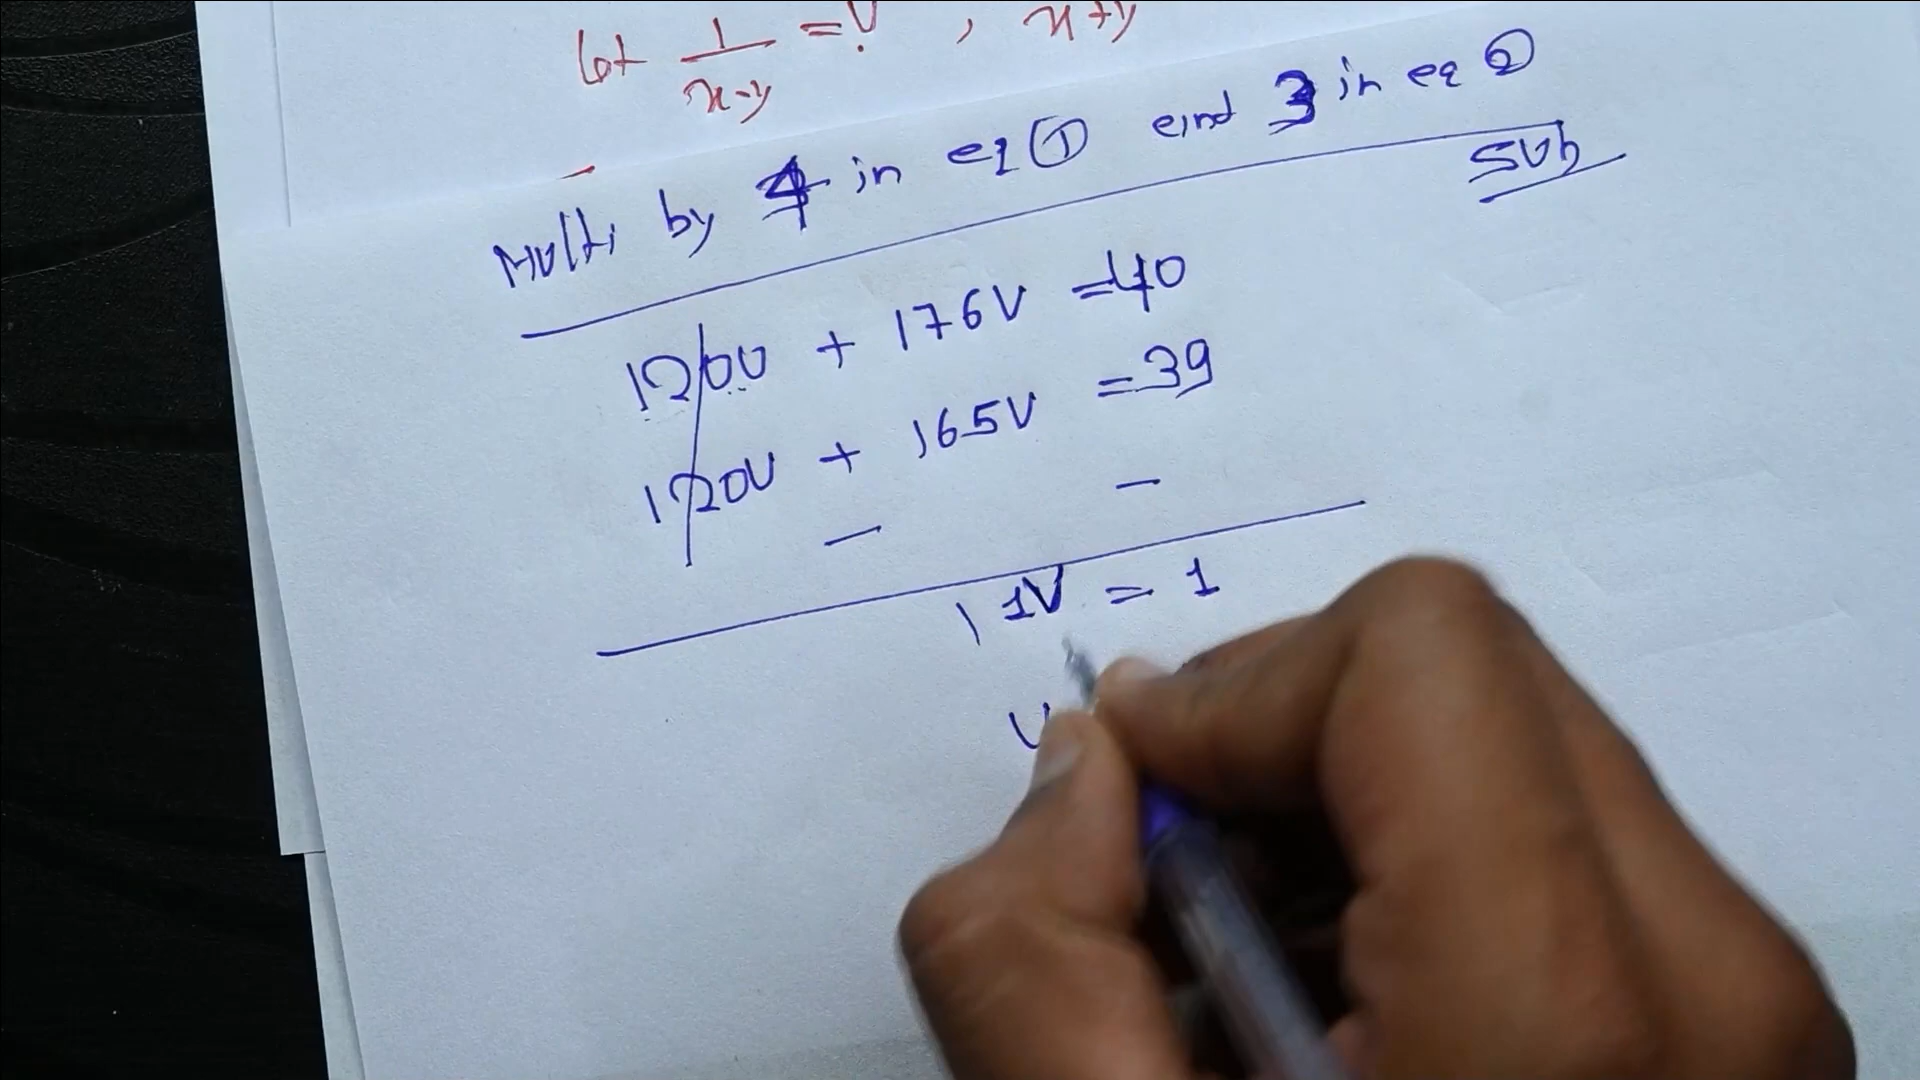 let 1/x-y = U, x+y
Multi by 4 in eq ① and 3 in eq ②
Sub
120U + 176V = 40
120U + 165V = 39
- -
11V = 1
V